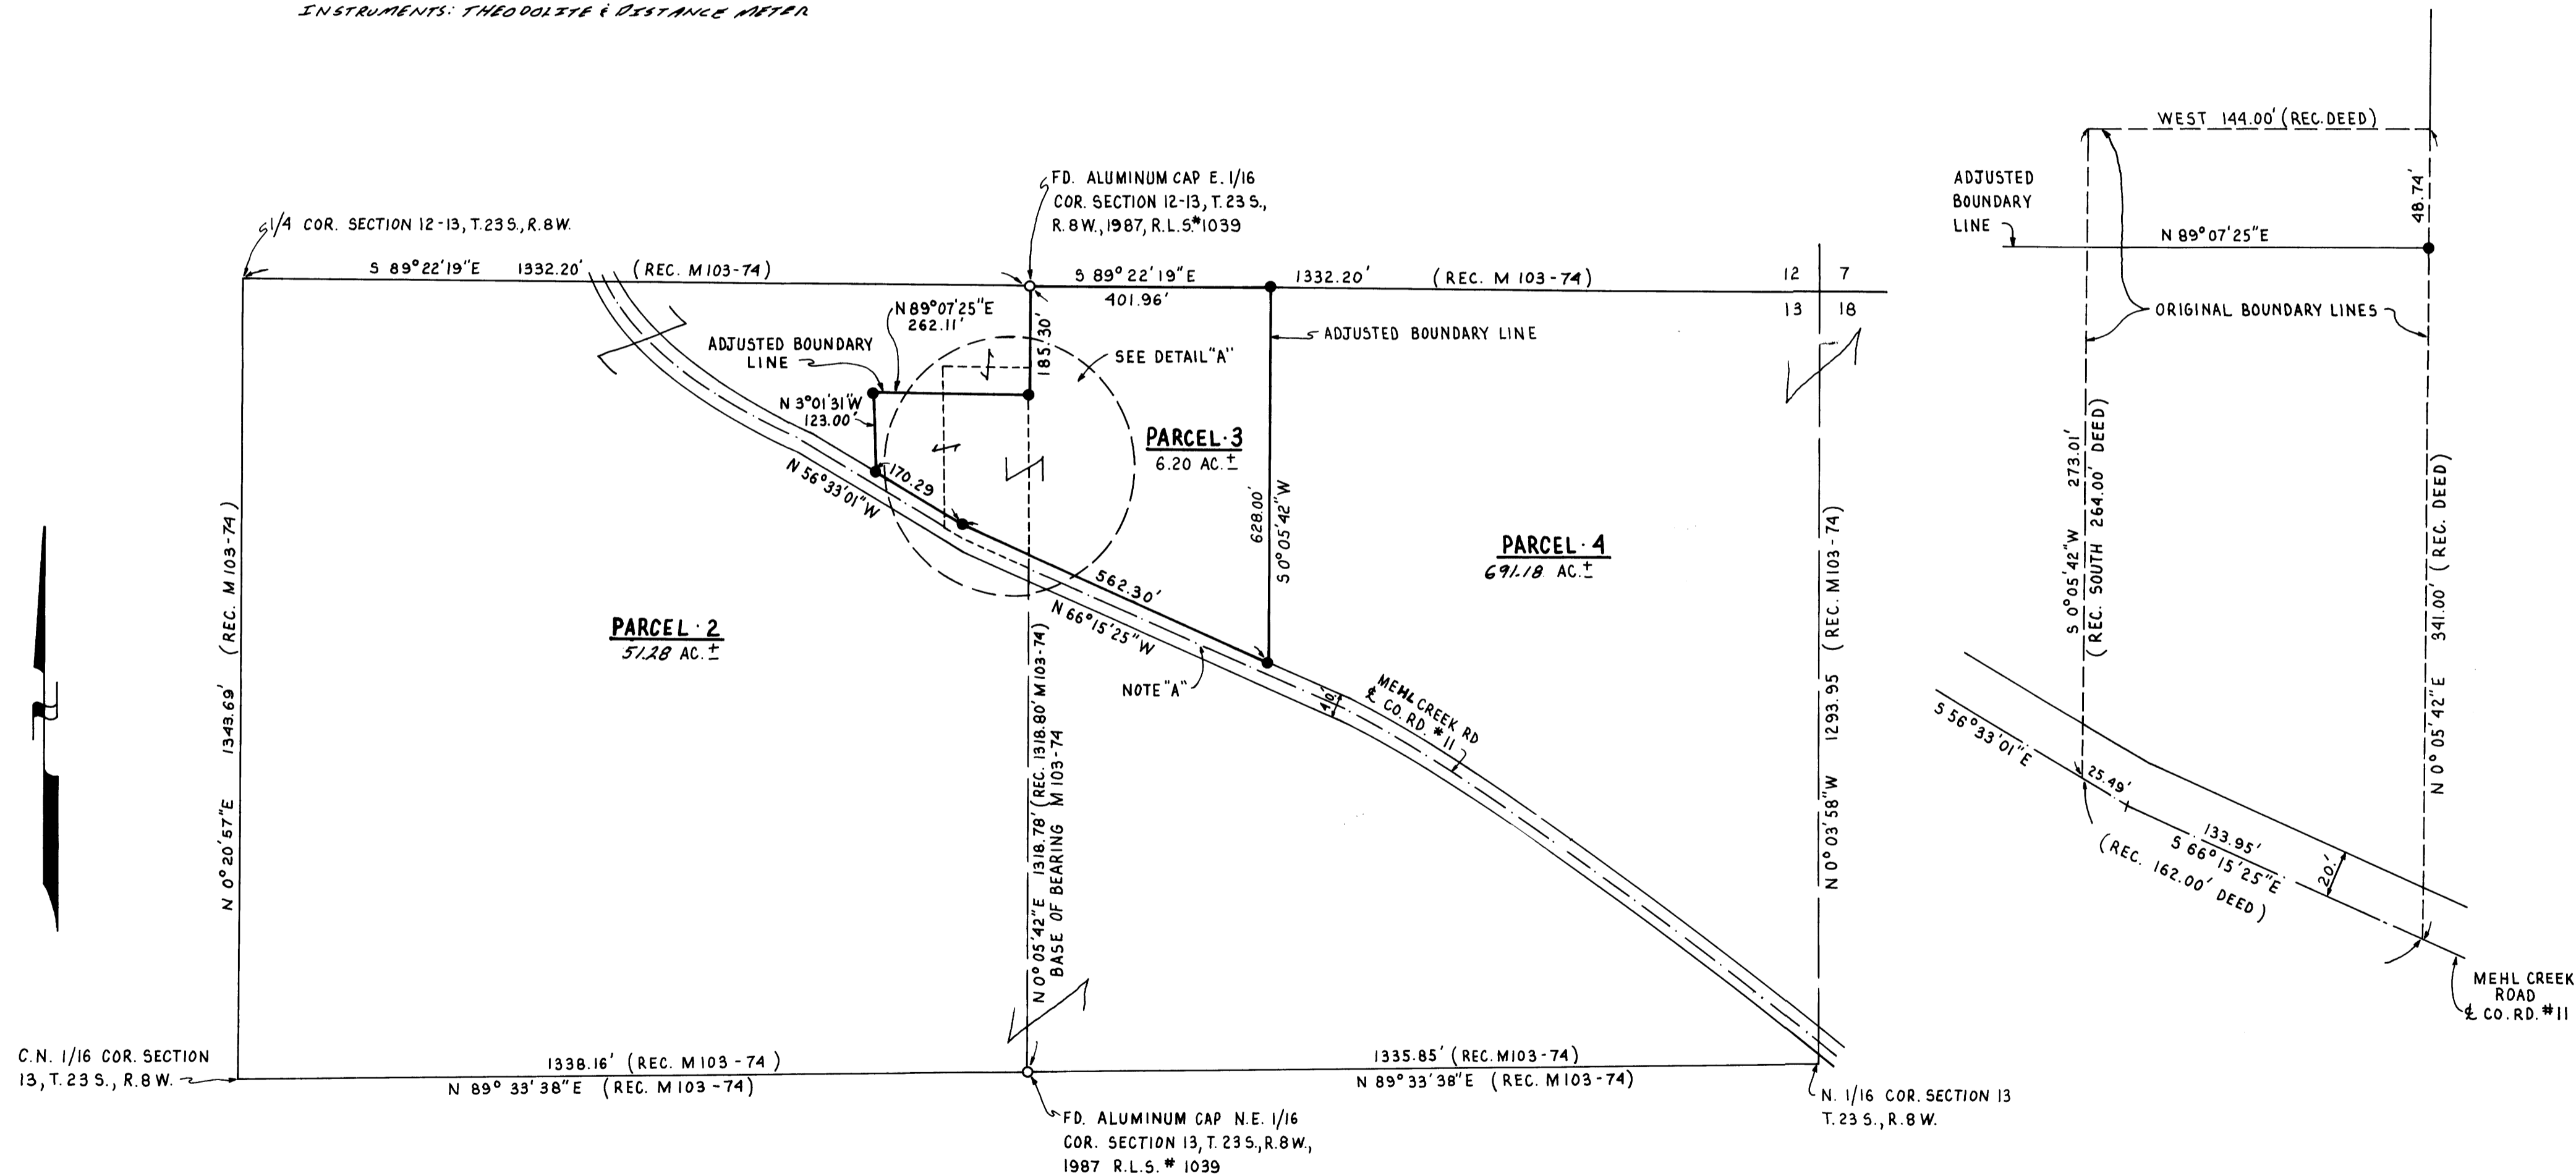 INSTRUMENTS: THEODOLITE & DISTANCE METER
1/4 COR. SECTION 12-13, T.23 S., R.8W.
FD. ALUMINUM CAP E. 1/16
COR. SECTION 12-13, T. 23 S.,
R. 8 W., 1987, R.L.S.#1039
S 89°22'19"E 1332.20' (REC. M103-74)
S 89°22'19"E 1332.20' (REC. M 103-74)
401.96'
12 7
13 18
N 89°07'25"E
262.11'
185.30'
ADJUSTED BOUNDARY
LINE
ADJUSTED BOUNDARY LINE
SEE DETAIL "A"
N 3°01'31"W
123.00'
170.29
N 56°33'01"W
PARCEL·3
6.20 AC.±
628.00'
S 0°05'42"W
PARCEL·4
691.18 AC.±
562.30'
N 66°15'25"W
NOTE "A"
PARCEL·2
51.28 AC.±
40'
MEHL CREEK RD
℄ CO. RD. #11
N 0°20'57"E 1343.69' (REC. M103-74)
N 0°05'42"E 1318.78' (REC. 1318.80' M103-74)
BASE OF BEARING M103-74
N 0°03'58"W 1293.95 (REC. M103-74)
C.N. 1/16 COR. SECTION
13, T. 23 S., R. 8 W.
1338.16' (REC. M103-74)
N 89°33'38"E (REC. M103-74)
1335.85' (REC. M103-74)
N 89°33'38"E (REC. M103-74)
FD. ALUMINUM CAP N.E. 1/16
COR. SECTION 13, T. 23 S., R.8W.,
1987 R.L.S. # 1039
N. 1/16 COR. SECTION 13
T. 23 S., R. 8 W.
WEST 144.00' (REC. DEED)
ADJUSTED
BOUNDARY
LINE
48.74'
N 89°07'25"E
ORIGINAL BOUNDARY LINES
S 0°05'42"W 273.01'
(REC. SOUTH 264.00' DEED)
N 0°05'42"E 341.00' (REC. DEED)
S 56°33'01"E
25.49'
133.95'
S 66°15'25"E
(REC. 162.00' DEED)
20.'
MEHL CREEK
ROAD
℄ CO. RD. #11